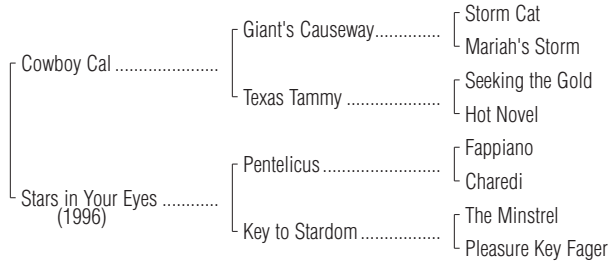 Storm Cat
Giant's Causeway..............
Mariah's Storm
Cowboy Cal .....................
Seeking the Gold
Texas Tammy ...................
Hot Novel
Fappiano
Pentelicus........................
Charedi
Stars in Your Eyes ............
(1996)
The Minstrel
Key to Stardom................
Pleasure Key Fager